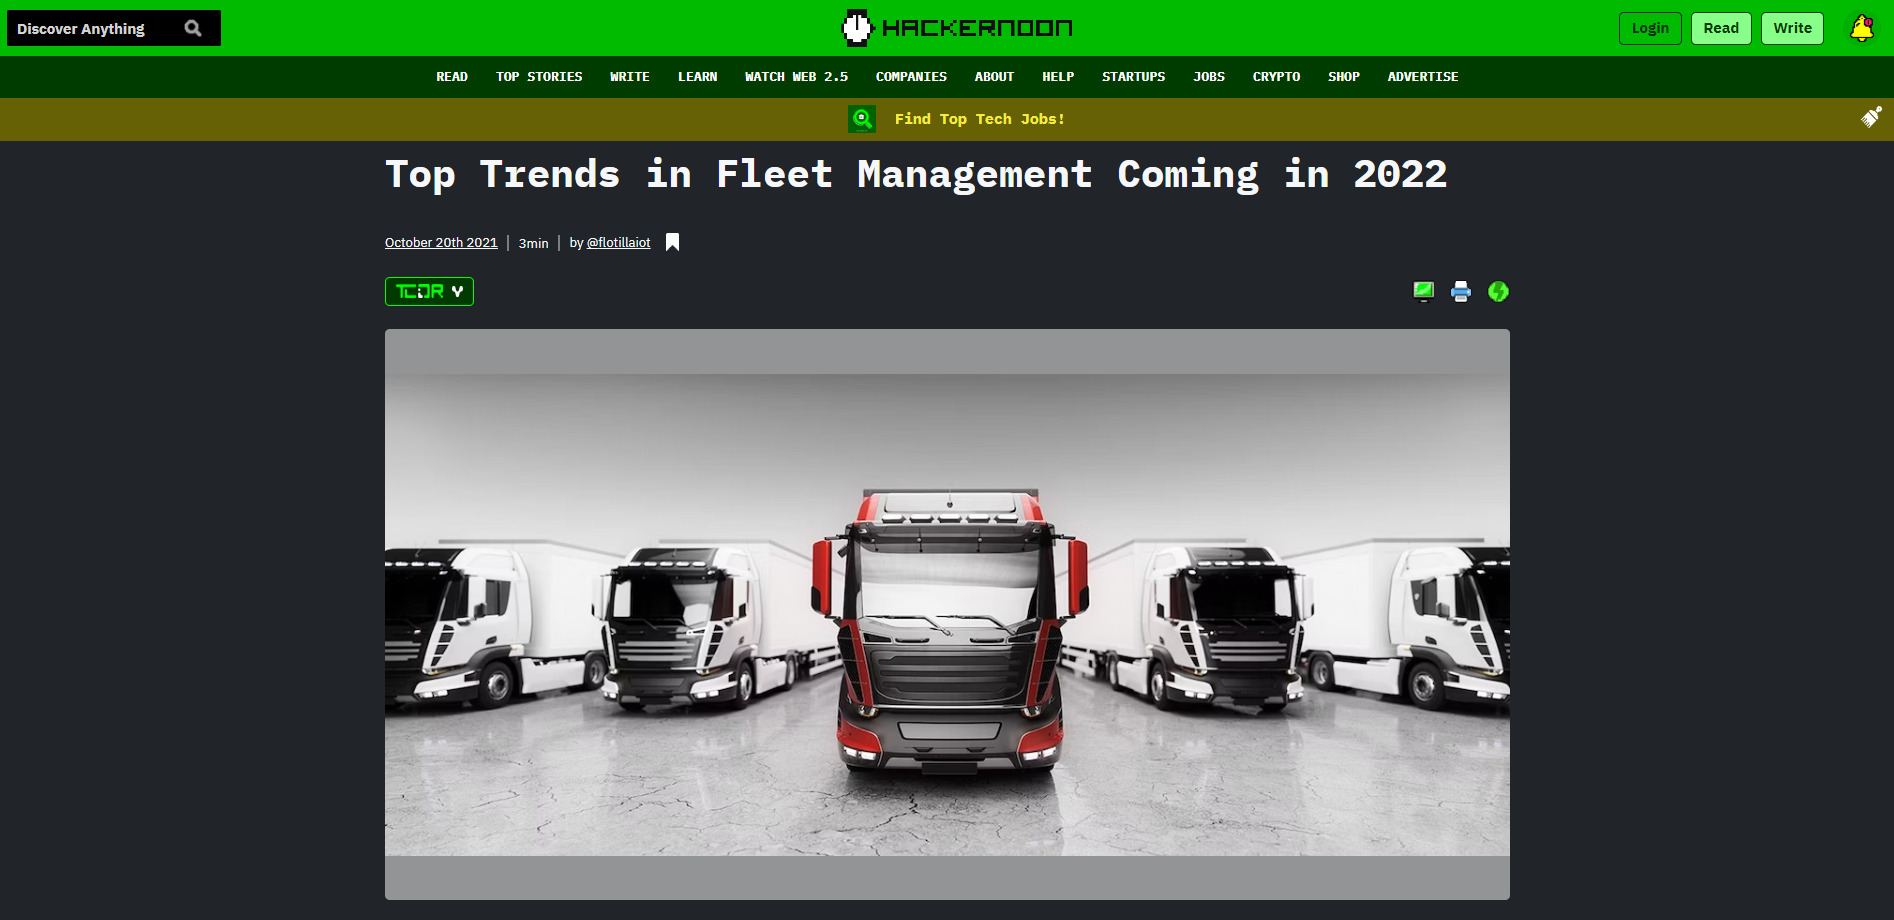 Discover Anything
HACKERNOON
Login
Read
Write
READ
TOP STORIES
WRITE
LEARN
WATCH WEB 2.5
COMPANIES
ABOUT
HELP
STARTUPS
JOBS
CRYPTO
SHOP
ADVERTISE
Find Top Tech Jobs!
Top Trends in Fleet Management Coming in 2022
October 20th 2021
3min
by @flotillaiot
TL;DR